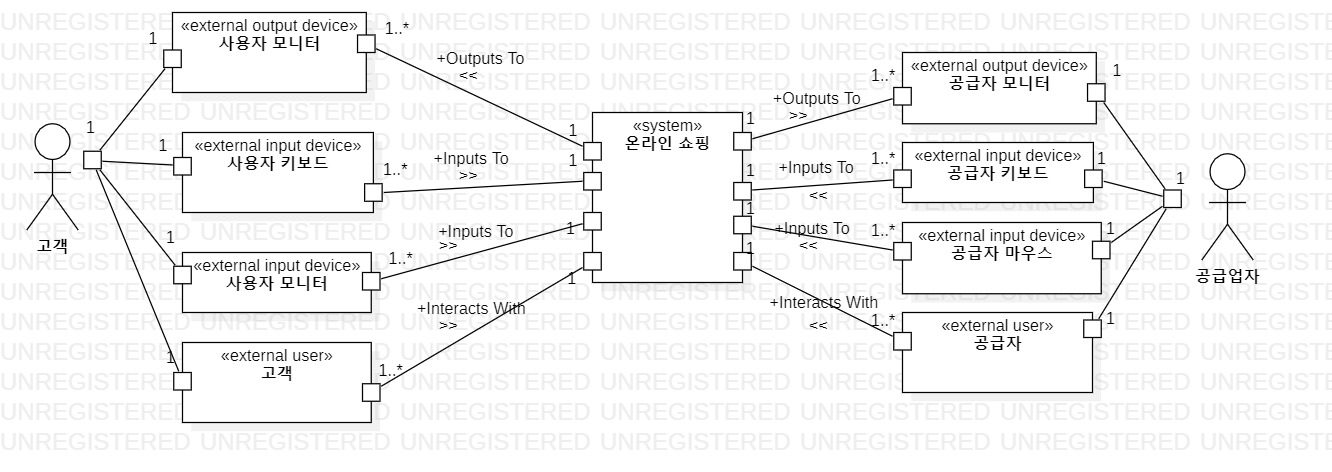 «external output device»
사용자 모니터
1
1..*
+Outputs To
<<
1
«external input device»
사용자 키보드
1
1..*
+Inputs To
>>
1
«external input device»
사용자 모니터
1
1..*
+Inputs To
>>
1
«external user»
고객
1
1..*
+Interacts With
>>
1
1
고객
«system»
온라인 쇼핑
1
+Outputs To
>>
1..*
«external output device»
공급자 모니터
1
1
+Inputs To
<<
1..*
«external input device»
공급자 키보드
1
1
+Inputs To
<<
1..*
«external input device»
공급자 마우스
1
1
+Interacts With
<<
1..*
«external user»
공급자
1
1
공급업자
UNREGISTERED